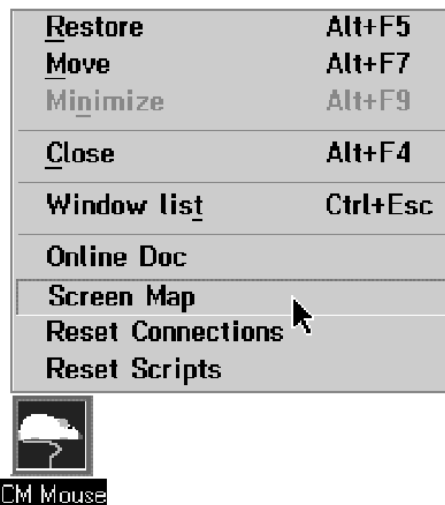 Restore Alt+F5
Move Alt+F7
Minimize Alt+F9
Close Alt+F4
Window list Ctrl+Esc
Online Doc
Screen Map
Reset Connections
Reset Scripts
CM Mouse